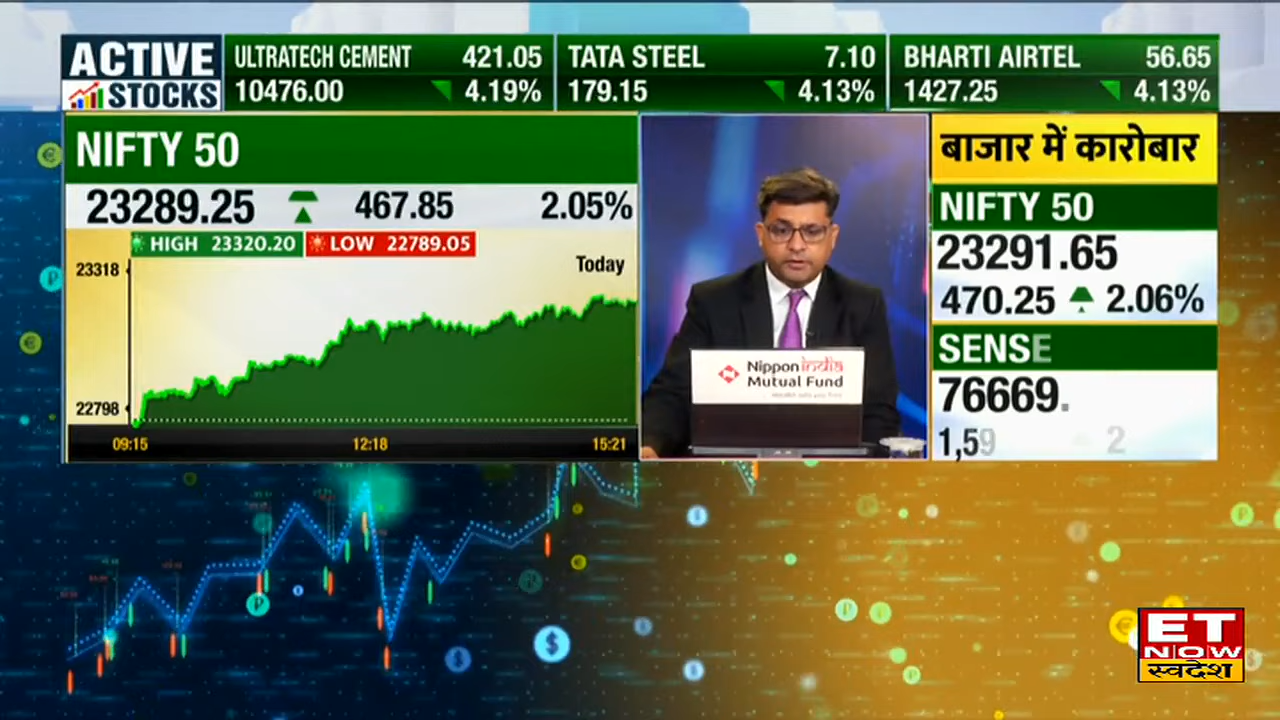 ACTIVE
STOCKS
ULTRATECH CEMENT 421.05
10476.00 4.19%
TATA STEEL 7.10
179.15 4.13%
BHARTI AIRTEL 56.65
1427.25 4.13%
NIFTY 50
23289.25 467.85 2.05%
HIGH 23320.20 LOW 22789.05
Today
23318
22798
09:15 12:18 15:21
Nippon india
Mutual Fund
बाजार में कारोबार
NIFTY 50
23291.65
470.25 2.06%
SENSE
76669.
1,59 2
ET
NOW
स्वदेश